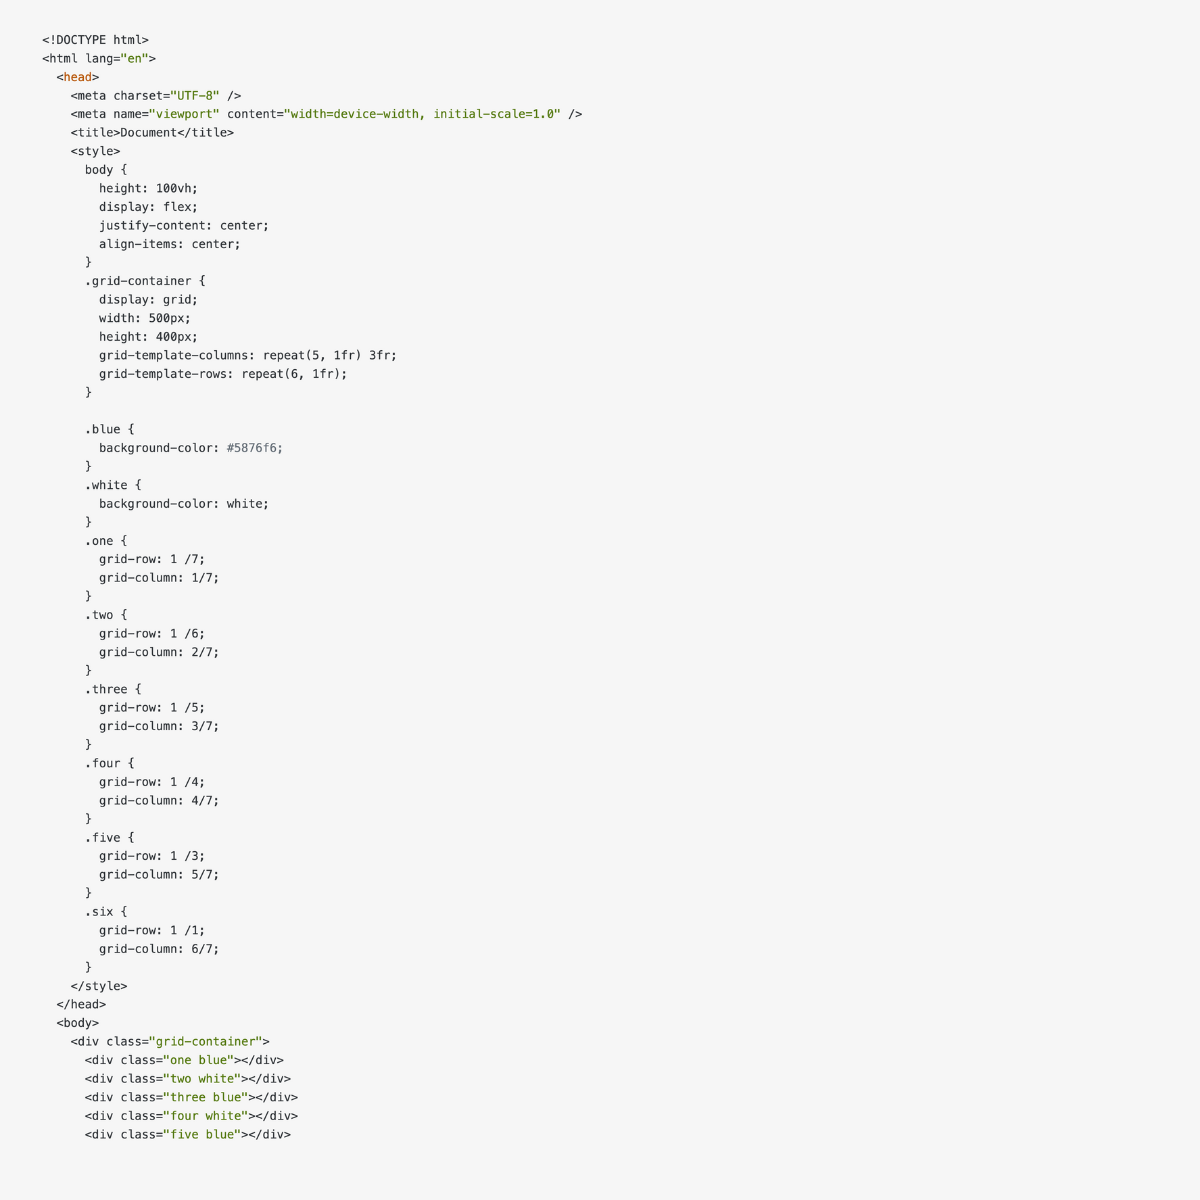 <!DOCTYPE html>
<html lang="en">
  <head>
    <meta charset="UTF-8" />
    <meta name="viewport" content="width=device-width, initial-scale=1.0" />
    <title>Document</title>
    <style>
      body {
        height: 100vh;
        display: flex;
        justify-content: center;
        align-items: center;
      }
      .grid-container {
        display: grid;
        width: 500px;
        height: 400px;
        grid-template-columns: repeat(5, 1fr) 3fr;
        grid-template-rows: repeat(6, 1fr);
      }

      .blue {
        background-color: #5876f6;
      }
      .white {
        background-color: white;
      }
      .one {
        grid-row: 1 /7;
        grid-column: 1/7;
      }
      .two {
        grid-row: 1 /6;
        grid-column: 2/7;
      }
      .three {
        grid-row: 1 /5;
        grid-column: 3/7;
      }
      .four {
        grid-row: 1 /4;
        grid-column: 4/7;
      }
      .five {
        grid-row: 1 /3;
        grid-column: 5/7;
      }
      .six {
        grid-row: 1 /1;
        grid-column: 6/7;
      }
    </style>
  </head>
  <body>
    <div class="grid-container">
      <div class="one blue"></div>
      <div class="two white"></div>
      <div class="three blue"></div>
      <div class="four white"></div>
      <div class="five blue"></div>